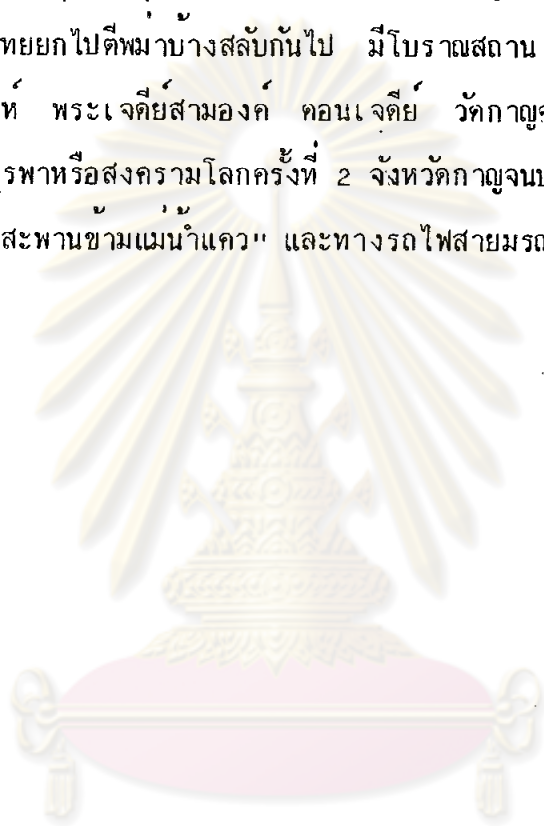 ทยยกไปตีพม่าบ้างสลับกันไป มีโบราณสถาน
ห์ พระเจดีย์สามองค์ ดอนเจดีย์ วัดกาญจ
รพาหรือสงครามโลกครั้งที่ 2 จังหวัดกาญจนบ
สะพานข้ามแม่น้ำแคว" และทางรถไฟสายมรณ